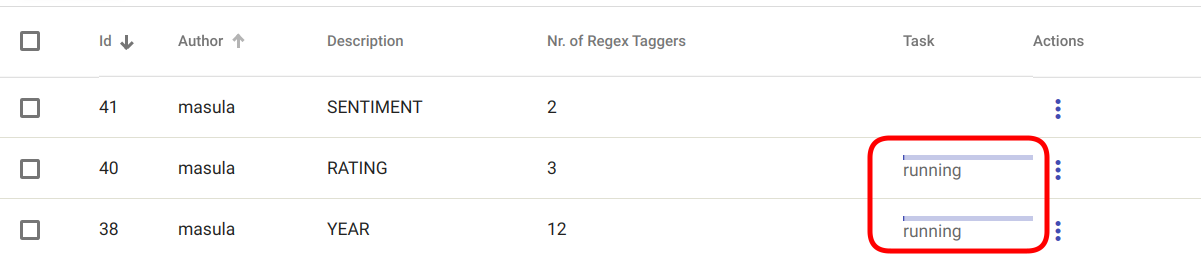 Id Author Description Nr. of Regex Taggers Task Actions
41 masula SENTIMENT 2
40 masula RATING 3 running
38 masula YEAR 12 running